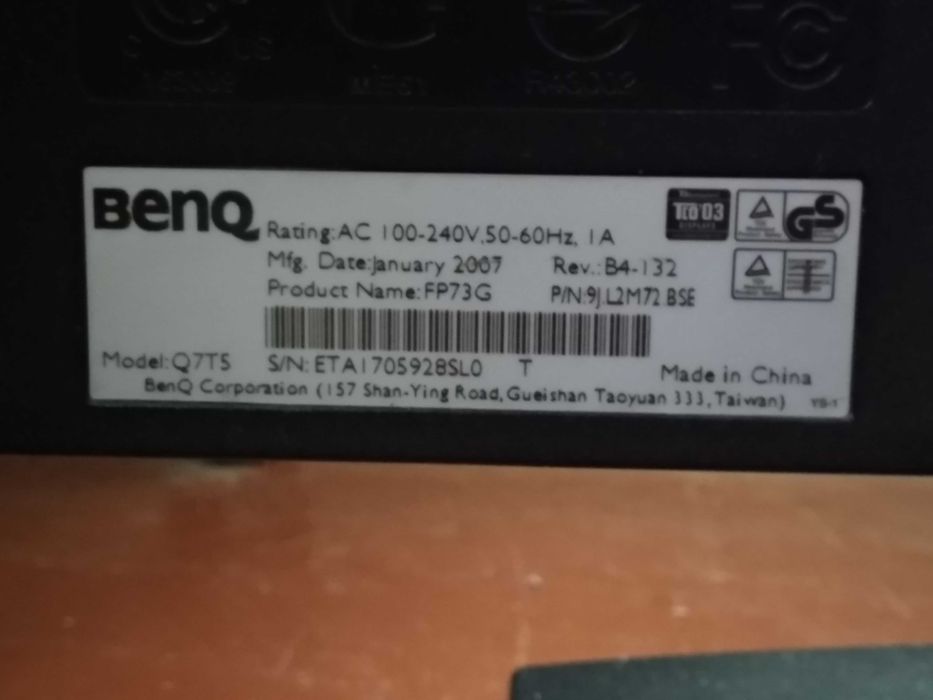 BenQ
Rating:AC 100-240V,50-60Hz, 1A
TCO'03
DISPLAYS
GS
Mfg. Date:January 2007 Rev.:B4-132
Product Name:FP73G P/N:9J.L2M72.BSE
Model:Q7T5 S/N: ETA1705928SL0 T Made in China
BenQ Corporation (157 Shan-Ying Road, Gueishan Taoyuan 333, Taiwan)